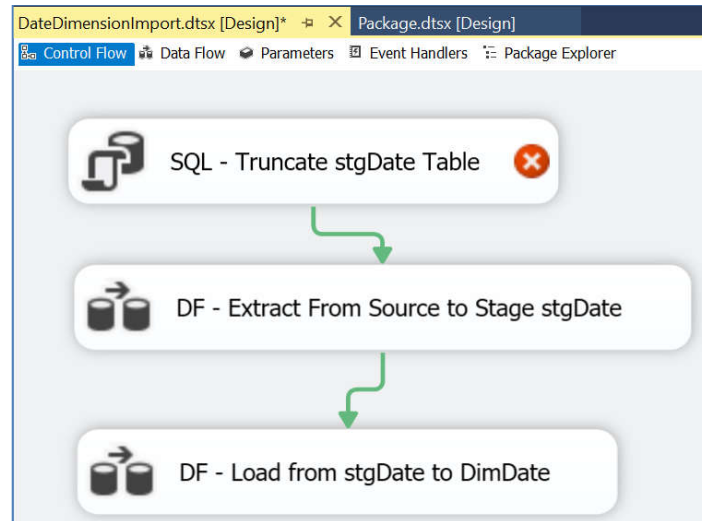 DateDimensionImport.dtsx [Design]* Package.dtsx [Design]
Control Flow Data Flow Parameters Event Handlers Package Explorer
SQL - Truncate stgDate Table
DF - Extract From Source to Stage stgDate
DF - Load from stgDate to DimDate